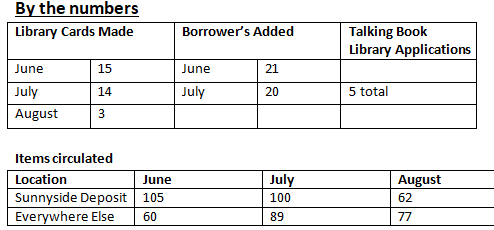 By the numbers
Library Cards Made Borrower's Added Talking Book
Library Applications
June 15 June 21
July 14 July 20 5 total
August 3
Items circulated
Location June July August
Sunnyside Deposit 105 100 62
Everywhere Else 60 89 77